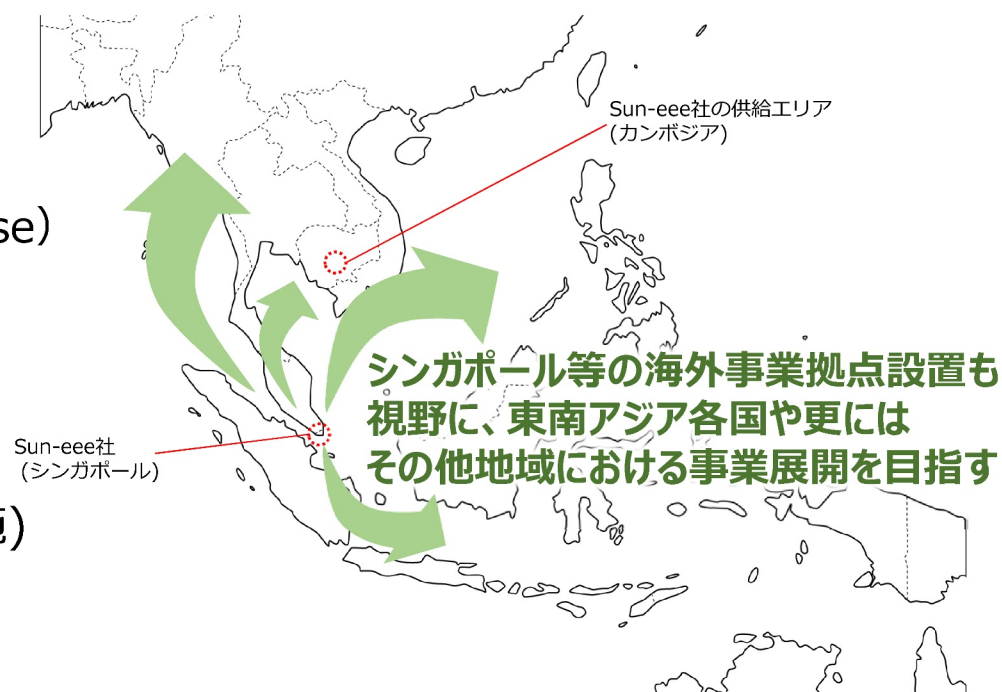 Sun-eee社の供給エリア
(カンボジア)
se）
シンガポール等の海外事業拠点設置も
視野に、東南アジア各国や更には
その他地域における事業展開を目指す
Sun-eee社
（シンガポール）
)